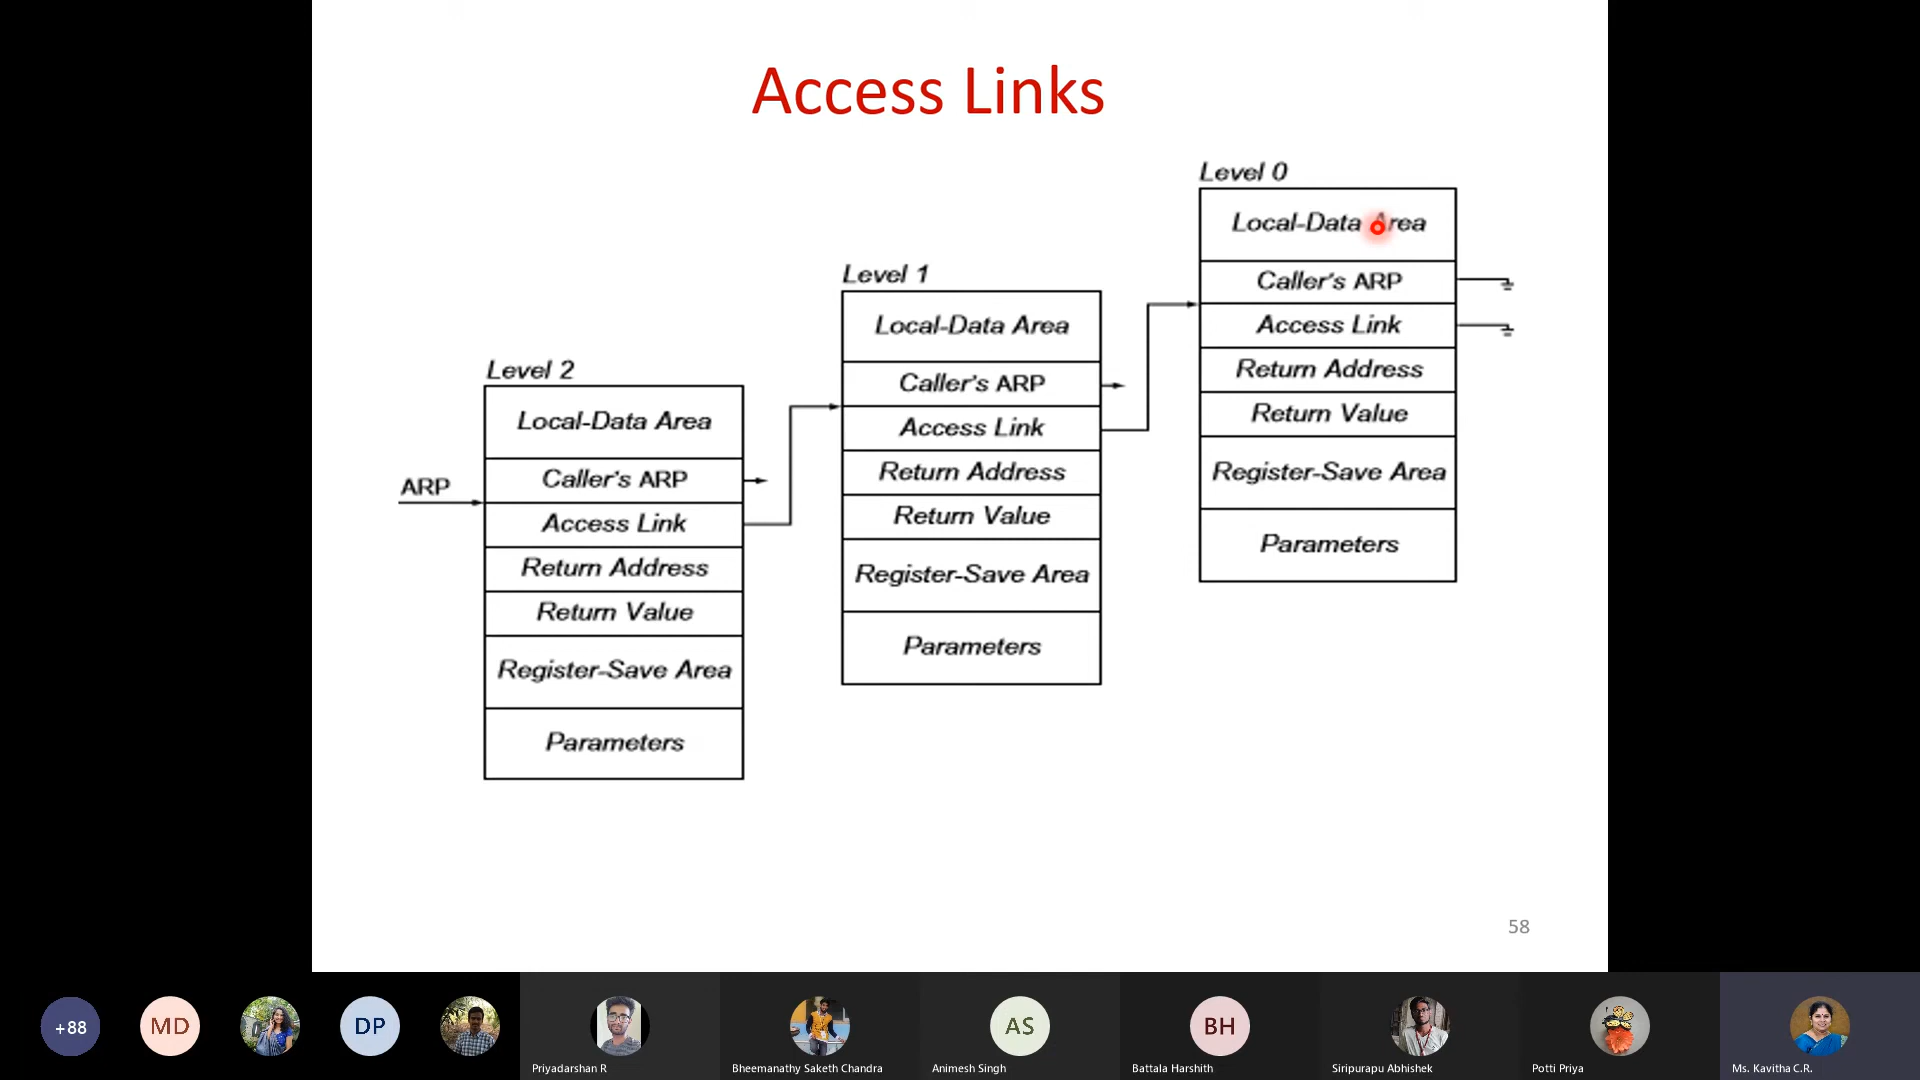 Access Links
Level 0
Local-Data Area
Caller's ARP
Access Link
Return Address
Return Value
Register-Save Area
Parameters
Level 1
Local-Data Area
Caller's ARP
Access Link
Return Address
Return Value
Register-Save Area
Parameters
Level 2
Local-Data Area
Caller's ARP
Access Link
Return Address
Return Value
Register-Save Area
Parameters
ARP
58
+88
MD
DP
AS
BH
Priyadarshan R
Bheemanathy Saketh Chandra
Animesh Singh
Battala Harshith
Siripurapu Abhishek
Potti Priya
Ms. Kavitha C.R.